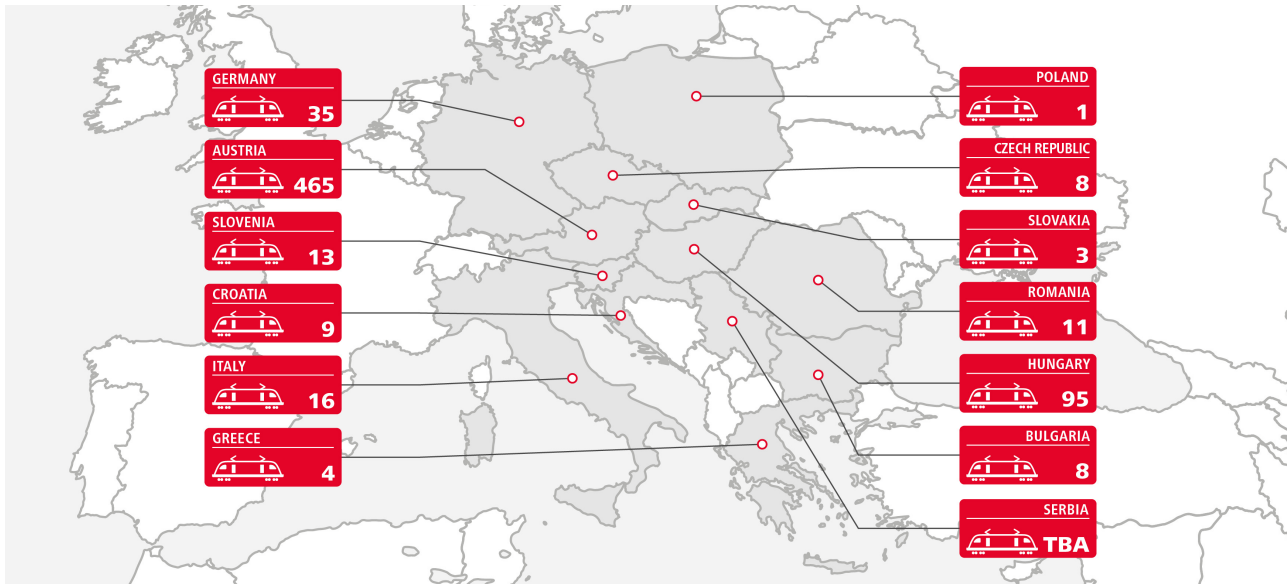 GERMANY
35
AUSTRIA
465
SLOVENIA
13
CROATIA
9
ITALY
16
GREECE
4
POLAND
1
CZECH REPUBLIC
8
SLOVAKIA
3
ROMANIA
11
HUNGARY
95
BULGARIA
8
SERBIA
TBA